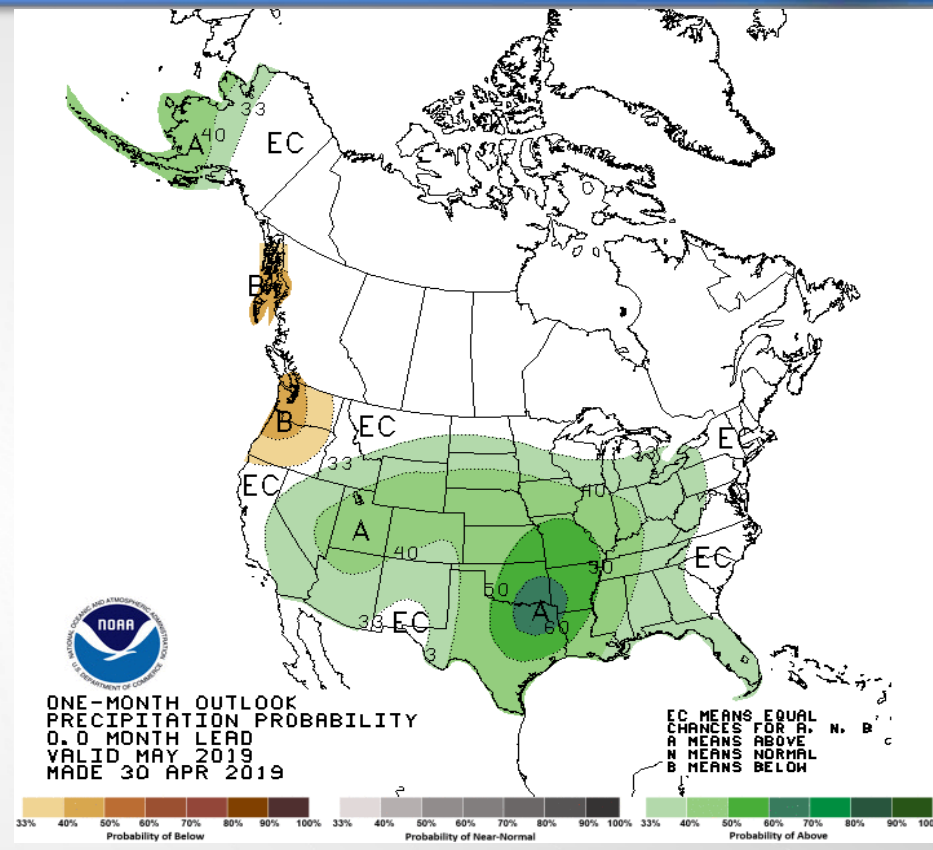 33
40
A
EC
B
B
EC
EC
33
33
EC
40
A
40
50
50
EC
A
60
33
EC
3
NATIONAL OCEANIC AND ATMOSPHERIC ADMINISTRATION
NOAA
U.S. DEPARTMENT OF COMMERCE
ONE-MONTH OUTLOOK
PRECIPITATION PROBABILITY
0.0 MONTH LEAD
VALID MAY 2019
MADE 30 APR 2019
EC MEANS EQUAL
CHANCES FOR A, N, B
A MEANS ABOVE
N MEANS NORMAL
B MEANS BELOW
33% 40% 50% 60% 70% 80% 90% 100%
Probability of Below
33% 40% 50% 60% 70% 80% 90% 100%
Probability of Near-Normal
33% 40% 50% 60% 70% 80% 90% 100
Probability of Above